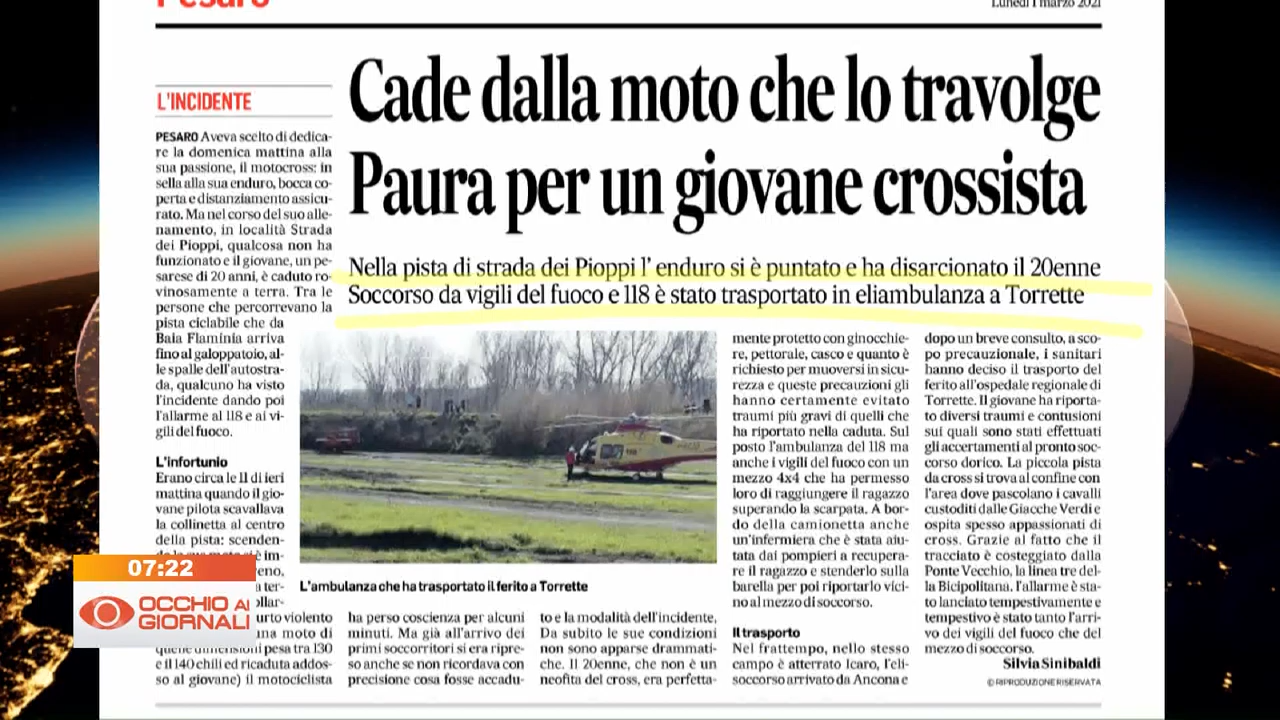 Pesaro
Lunedì 1 marzo 2021
L'INCIDENTE
Cade dalla moto che lo travolge
Paura per un giovane crossista
Nella pista di strada dei Pioppi l' enduro si è puntato e ha disarcionato il 20enne
Soccorso da vigili del fuoco e 118 è stato trasportato in eliambulanza a Torrette
PESARO Aveva scelto di dedica-
re la domenica mattina alla
sua passione, il motocross: in
sella alla sua enduro, bocca co-
perta e distanziamento assicu-
rato. Ma nel corso del suo alle-
namento, in località Strada
dei Pioppi, qualcosa non ha
funzionato e il giovane, un pe-
sarese di 20 anni, è caduto ro-
vinosamente a terra. Tra le
persone che percorrevano la
pista ciclabile che da
Baia Flaminia arriva
fino al galoppatoio, al-
le spalle dell'autostra-
da, qualcuno ha visto
l'incidente dando poi
l'allarme al 118 e ai vi-
gili del fuoco.
L'infortunio
Erano circa le 11 di ieri
mattina quando il gio-
vane pilota scavallava
la collinetta al centro
della pista: scenden-
do la sua moto si è im-
reno,
a ter-
ollar-
urto violento
una moto di
quelle dimensioni pesa tra 130
e il 140 chili ed ricaduta addos-
so al giovane) il motociclista
L'ambulanza che ha trasportato il ferito a Torrette
ha perso coscienza per alcuni
minuti. Ma già all'arrivo dei
primi soccorritori si era ripre-
so anche se non ricordava con
precisione cosa fosse accadu-
to e la modalità dell'incidente,
Da subito le sue condizioni
non sono apparse drammati-
che. Il 20enne, che non è un
neofita del cross, era perfetta-
mente protetto con ginocchie-
re, pettorale, casco e quanto è
richiesto per muoversi in sicu-
rezza e queste precauzioni gli
hanno certamente evitato
traumi più gravi di quelli che
ha riportato nella caduta. Sul
posto l'ambulanza del 118 ma
anche i vigili del fuoco con un
mezzo 4x4 che ha permesso
loro di raggiungere il ragazzo
superando la scarpata. A bor-
do della camionetta anche
un'infermiera che è stata aiu-
tata dai pompieri a recupera-
re il ragazzo e stenderlo sulla
barella per poi riportarlo vici-
no al mezzo di soccorso.
Il trasporto
Nel frattempo, nello stesso
campo è atterrato Icaro, l'eli-
soccorso arrivato da Ancona e
dopo un breve consulto, a sco-
po precauzionale, i sanitari
hanno deciso il trasporto del
ferito all'ospedale regionale di
Torrette. Il giovane ha riporta-
to diversi traumi e contusioni
sui quali sono stati effettuati
gli accertamenti al pronto soc-
corso dorico. La piccola pista
da cross si trova al confine con
l'area dove pascolano i cavalli
custoditi dalle Giacche Verdi e
ospita spesso appassionati di
cross. Grazie al fatto che il
tracciato è costeggiato dalla
Ponte Vecchio, la linea tre del-
la Bicipolitana, l'allarme è sta-
to lanciato tempestivamente e
tempestivo è stato tanto l'arri-
vo dei vigili del fuoco che del
mezzo di soccorso.
Silvia Sinibaldi
© RIPRODUZIONE RISERVATA
07:22
OCCHIO AI
GIORNALI